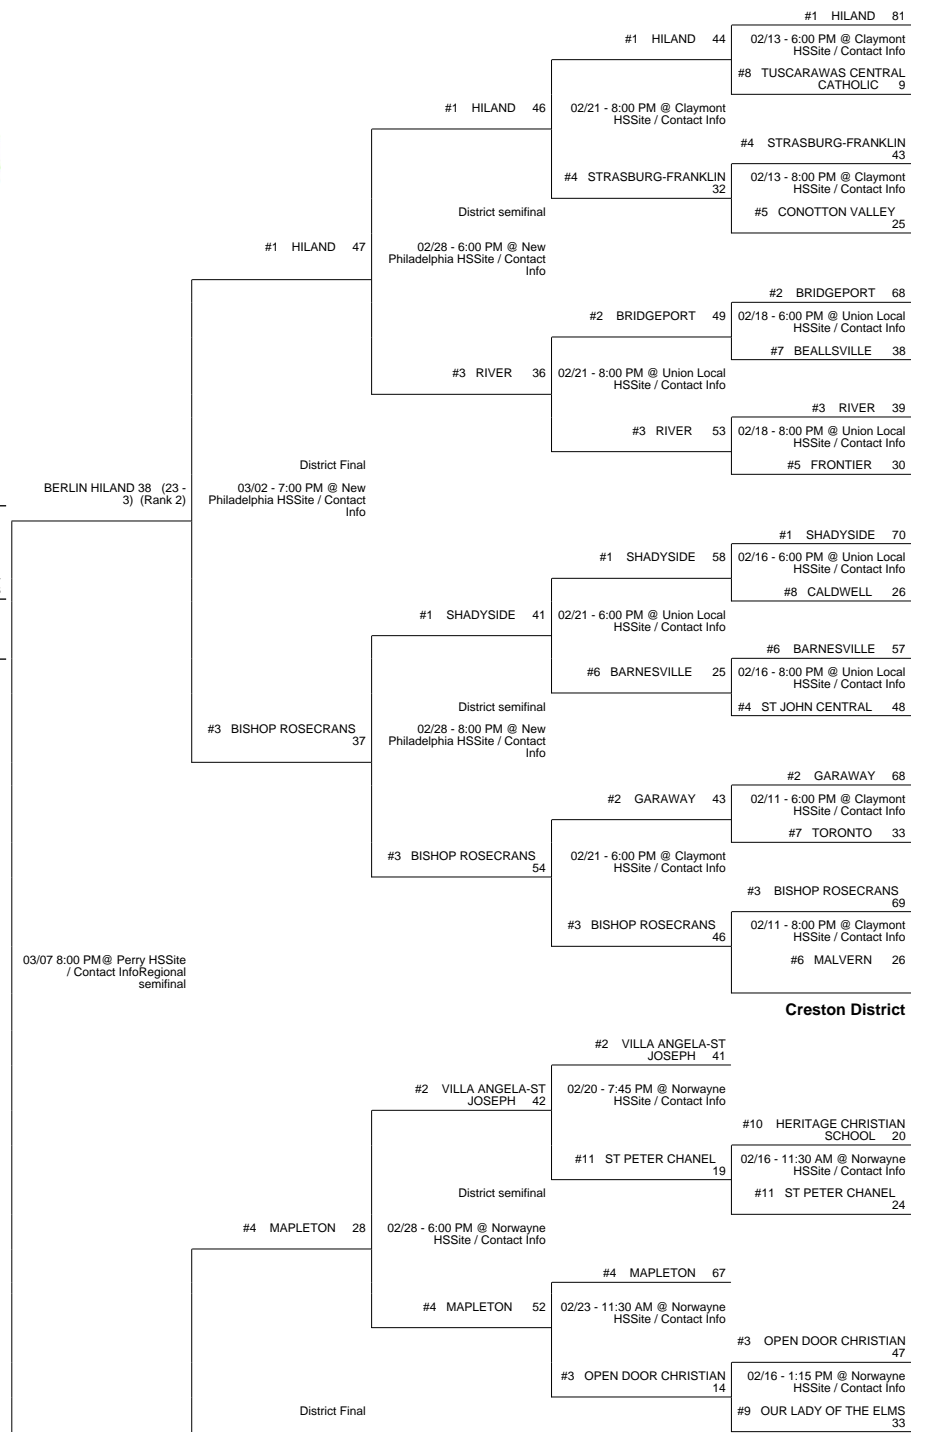 #1 HILAND 81
#1 HILAND 44
02/13 - 6:00 PM @ Claymont
HSSite / Contact Info
#8 TUSCARAWAS CENTRAL
CATHOLIC 9
#1 HILAND 46
02/21 - 8:00 PM @ Claymont
HSSite / Contact Info
#4 STRASBURG-FRANKLIN
43
#4 STRASBURG-FRANKLIN
32
02/13 - 8:00 PM @ Claymont
HSSite / Contact Info
#5 CONOTTON VALLEY
25
District semifinal
#1 HILAND 47
02/28 - 6:00 PM @ New
Philadelphia HSSite / Contact
Info
#2 BRIDGEPORT 68
#2 BRIDGEPORT 49
02/18 - 6:00 PM @ Union Local
HSSite / Contact Info
#7 BEALLSVILLE 38
#3 RIVER 36
02/21 - 8:00 PM @ Union Local
HSSite / Contact Info
#3 RIVER 39
#3 RIVER 53
02/18 - 8:00 PM @ Union Local
HSSite / Contact Info
#5 FRONTIER 30
District Final
BERLIN HILAND 38 (23 -
3) (Rank 2)
03/02 - 7:00 PM @ New
Philadelphia HSSite / Contact
Info
#1 SHADYSIDE 70
#1 SHADYSIDE 58
02/16 - 6:00 PM @ Union Local
HSSite / Contact Info
#8 CALDWELL 26
#1 SHADYSIDE 41
02/21 - 6:00 PM @ Union Local
HSSite / Contact Info
#6 BARNESVILLE 57
#6 BARNESVILLE 25
02/16 - 8:00 PM @ Union Local
HSSite / Contact Info
#4 ST JOHN CENTRAL 48
District semifinal
#3 BISHOP ROSECRANS
37
02/28 - 8:00 PM @ New
Philadelphia HSSite / Contact
Info
#2 GARAWAY 68
#2 GARAWAY 43
02/11 - 6:00 PM @ Claymont
HSSite / Contact Info
#7 TORONTO 33
#3 BISHOP ROSECRANS
54
02/21 - 6:00 PM @ Claymont
HSSite / Contact Info
#3 BISHOP ROSECRANS
69
#3 BISHOP ROSECRANS
46
02/11 - 8:00 PM @ Claymont
HSSite / Contact Info
#6 MALVERN 26
03/07 8:00 PM@ Perry HSSite
/ Contact InfoRegional
semifinal
Creston District
#2 VILLA ANGELA-ST
JOSEPH 41
#2 VILLA ANGELA-ST
JOSEPH 42
02/20 - 7:45 PM @ Norwayne
HSSite / Contact Info
#10 HERITAGE CHRISTIAN
SCHOOL 20
#11 ST PETER CHANEL
19
02/16 - 11:30 AM @ Norwayne
HSSite / Contact Info
#11 ST PETER CHANEL
24
District semifinal
#4 MAPLETON 28
02/28 - 6:00 PM @ Norwayne
HSSite / Contact Info
#4 MAPLETON 67
#4 MAPLETON 52
02/23 - 11:30 AM @ Norwayne
HSSite / Contact Info
#3 OPEN DOOR CHRISTIAN
47
#3 OPEN DOOR CHRISTIAN
14
02/16 - 1:15 PM @ Norwayne
HSSite / Contact Info
District Final
#9 OUR LADY OF THE ELMS
33